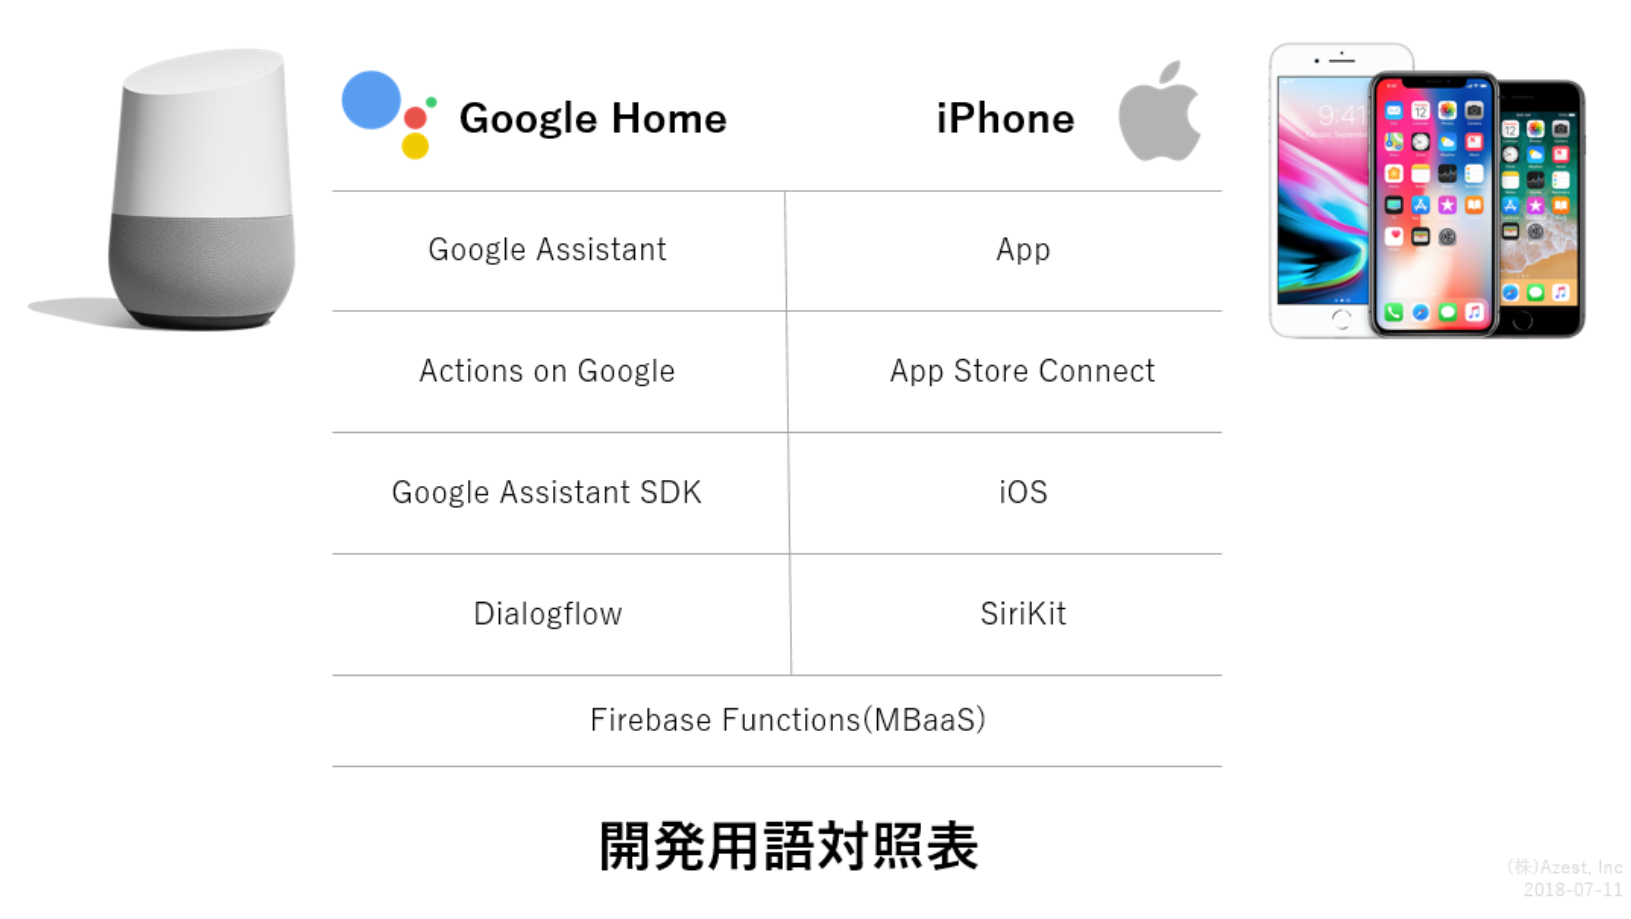 Google Home iPhone
Google Assistant App
Actions on Google App Store Connect
Google Assistant SDK iOS
Dialogflow SiriKit
Firebase Functions(MBaaS)
開発用語対照表
(株)Azest, Inc
2018-07-11
9:41